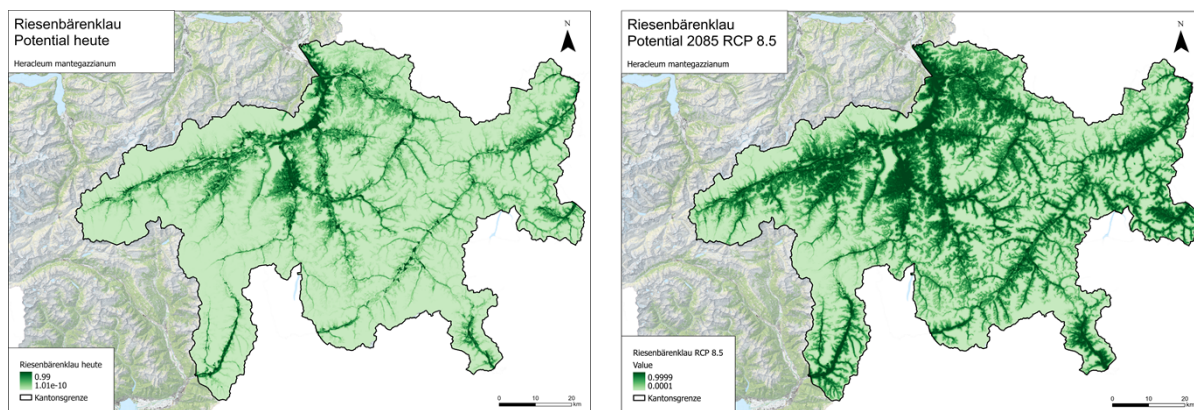 Riesenbärenklau
Potential heute
Heracleum mantegazzianum
N
Riesenbärenklau heute
0.99
1.01e-10
Kantonsgrenze
0 10 20
km
Riesenbärenklau
Potential 2085 RCP 8.5
Heracleum mantegazzianum
N
Riesenbärenklau RCP 8.5
Value
0.9999
0.0001
Kantonsgrenze
0 10 20
km